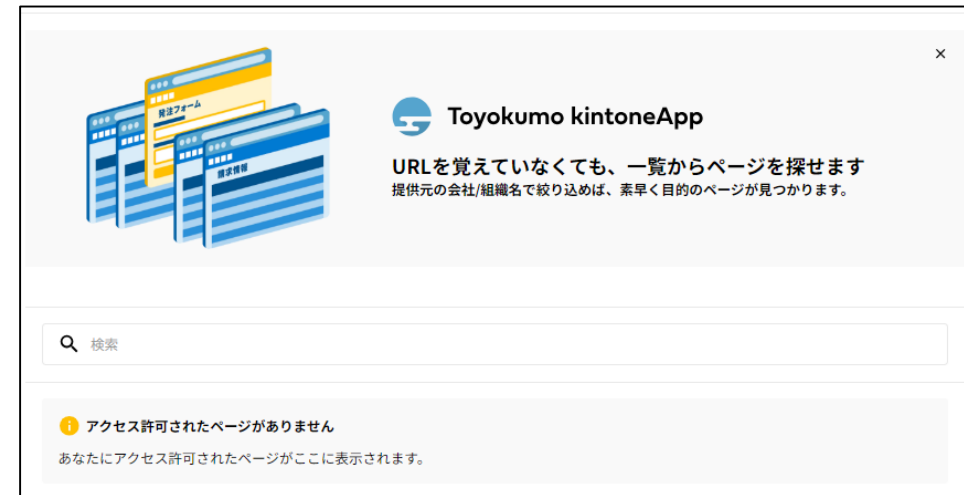 発注フォーム
請求情報
Toyokumo kintoneApp
URLを覚えていなくても、一覧からページを探せます
提供元の会社/組織名で絞り込めば、素早く目的のページが見つかります。
検索
アクセス許可されたページがありません
あなたにアクセス許可されたページがここに表示されます。